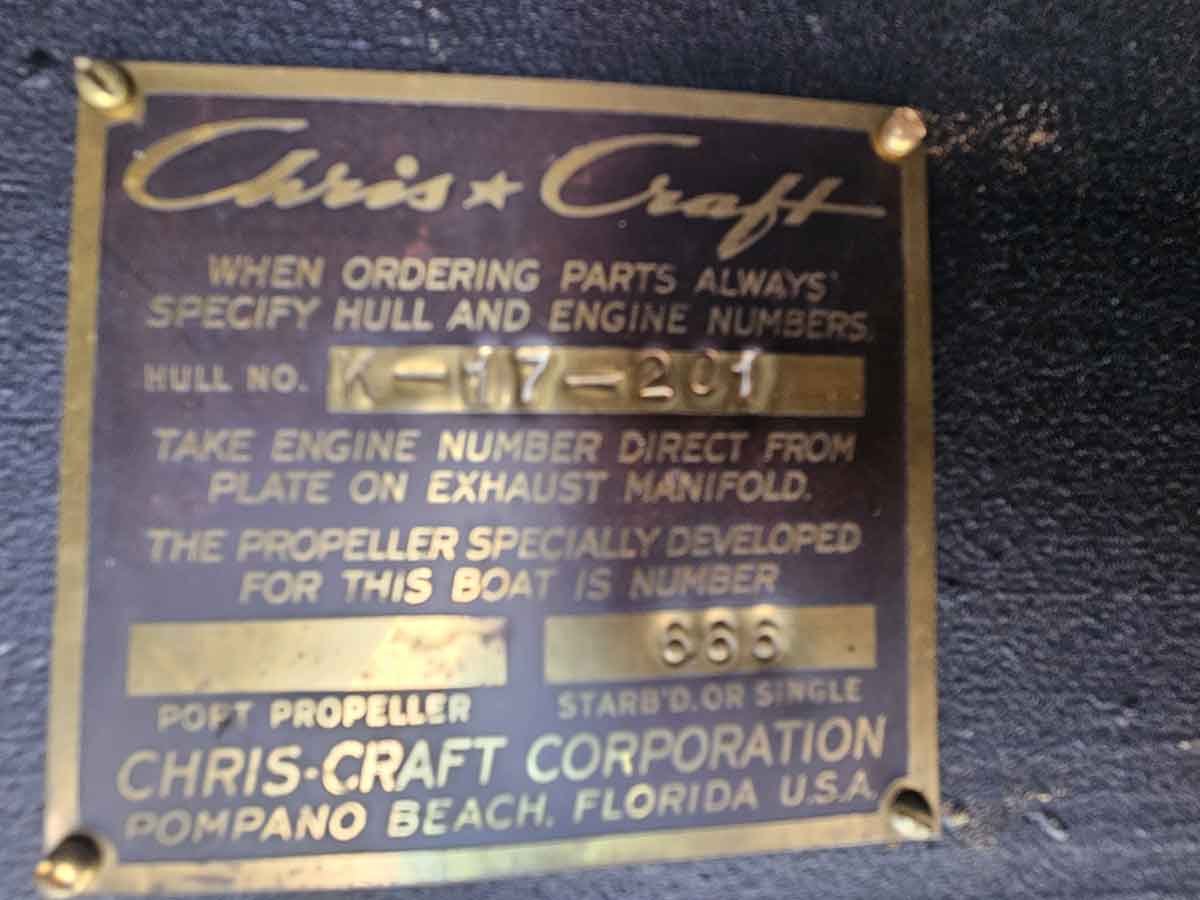 Chris★Craft
WHEN ORDERING PARTS ALWAYS
SPECIFY HULL AND ENGINE NUMBERS.
HULL NO. K-17-201
TAKE ENGINE NUMBER DIRECT FROM
PLATE ON EXHAUST MANIFOLD.
THE PROPELLER SPECIALLY DEVELOPED
FOR THIS BOAT IS NUMBER
666
PORT PROPELLER STARB'D. OR SINGLE
CHRIS-CRAFT CORPORATION
POMPANO BEACH, FLORIDA U.S.A.